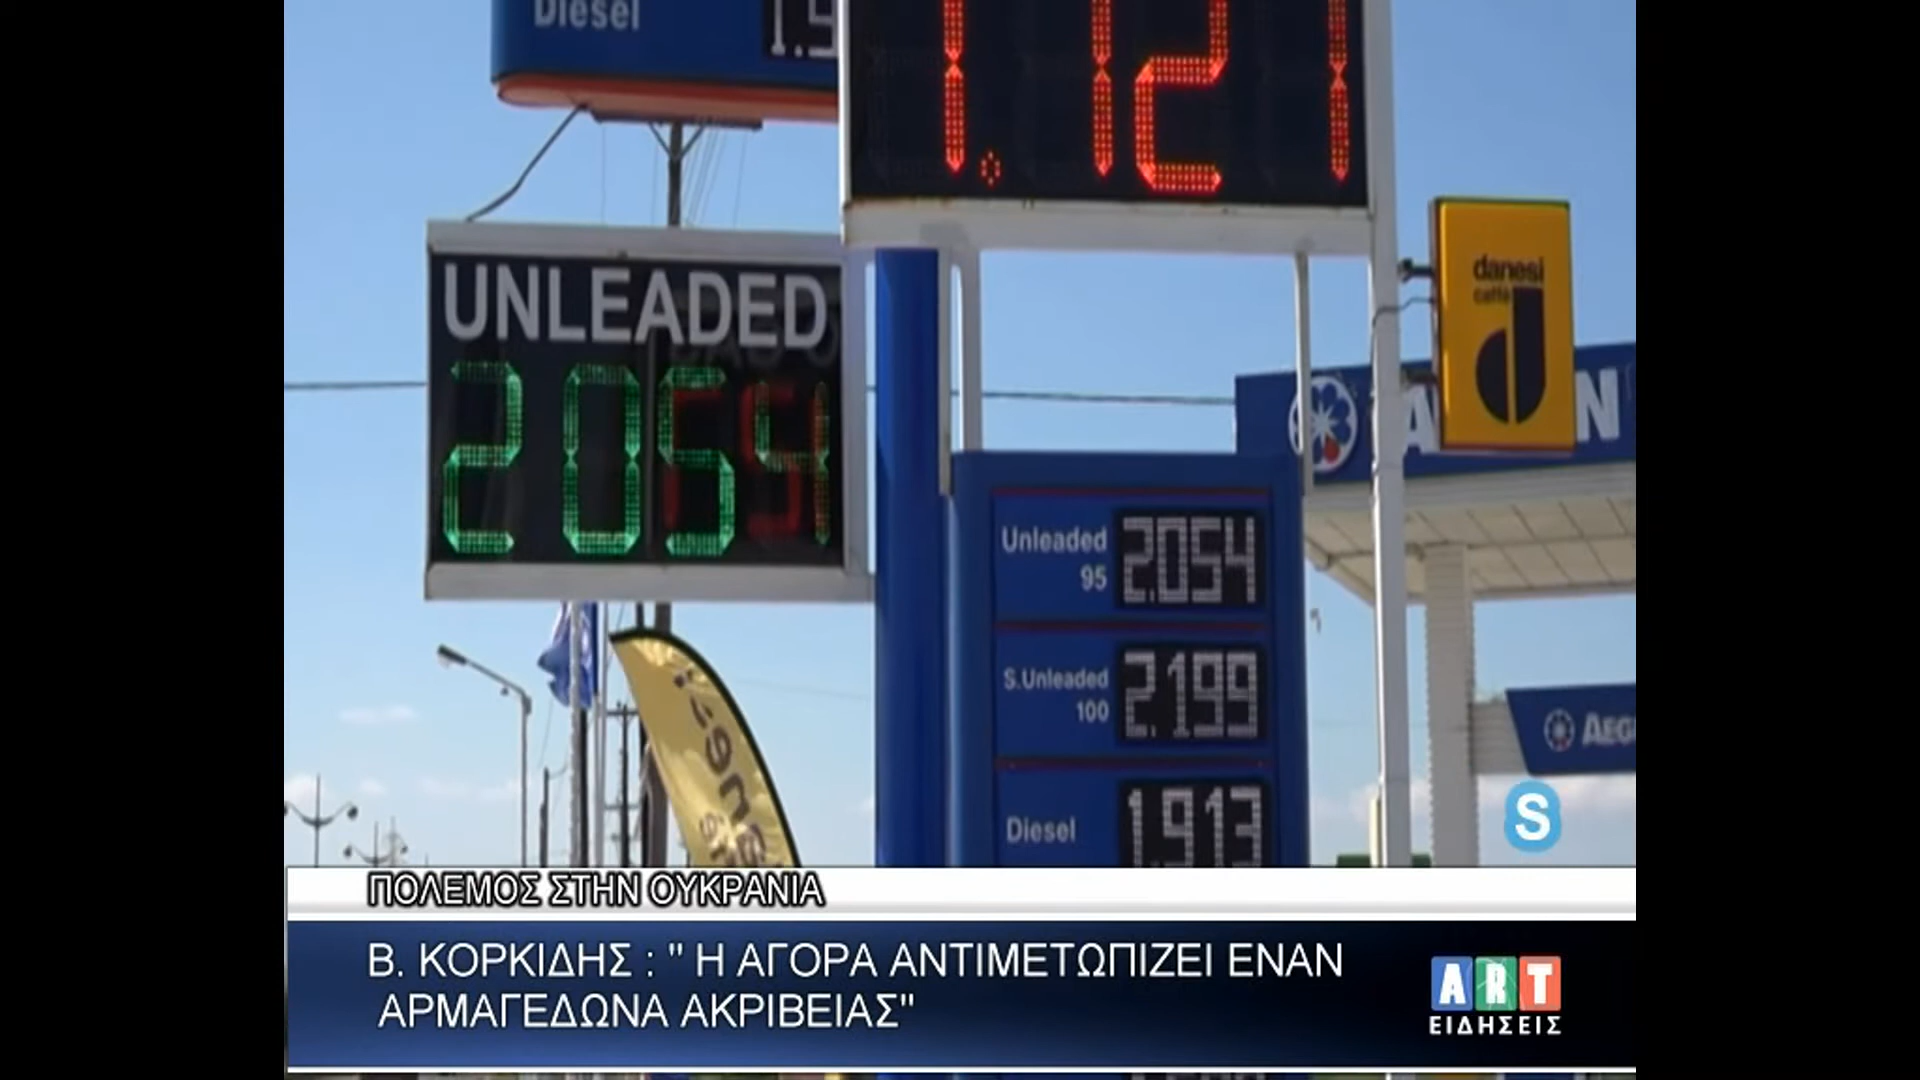 Diesel
1.121
UNLEADED
2054
danesi
caffè
Unleaded
95
2.054
S.Unleaded
100
2.199
Diesel
1.913
S
ΠΟΛΕΜΟΣ ΣΤΗΝ ΟΥΚΡΑΝΙΑ
Β. ΚΟΡΚΙΔΗΣ : " Η ΑΓΟΡΑ ΑΝΤΙΜΕΤΩΠΙΖΕΙ ΕΝΑΝ
ΑΡΜΑΓΕΔΩΝΑ ΑΚΡΙΒΕΙΑΣ"
ART
ΕΙΔΗΣΕΙΣ